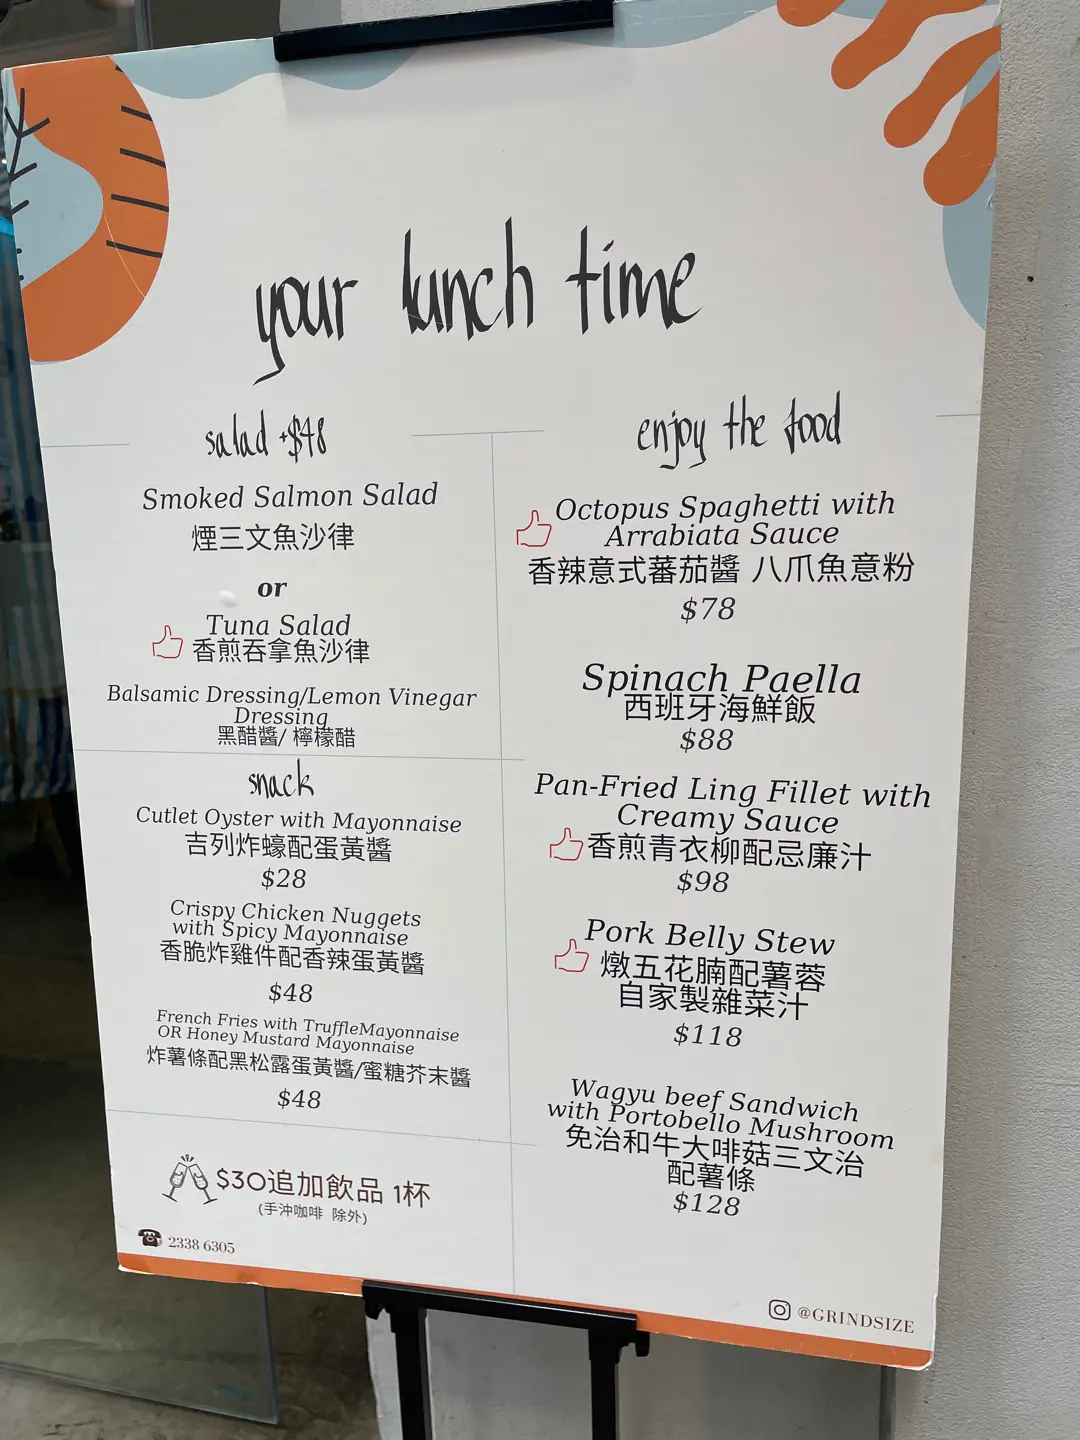 your lunch time
salad +$48
Smoked Salmon Salad
煙三文魚沙律
or
Tuna Salad
香煎吞拿魚沙律
Balsamic Dressing/Lemon Vinegar
Dressing
黑醋醬/ 檸檬醋
snack
Cutlet Oyster with Mayonnaise
吉列炸蠔配蛋黃醬
$28
Crispy Chicken Nuggets
with Spicy Mayonnaise
香脆炸雞件配香辣蛋黃醬
$48
French Fries with TruffleMayonnaise
OR Honey Mustard Mayonnaise
炸薯條配黑松露蛋黃醬/蜜糖芥末醬
$48
$30追加飲品 1杯
(手沖咖啡 除外)
2338 6305
enjoy the food
Octopus Spaghetti with
Arrabiata Sauce
香辣意式蕃茄醬 八爪魚意粉
$78
Spinach Paella
西班牙海鮮飯
$88
Pan-Fried Ling Fillet with
Creamy Sauce
香煎青衣柳配忌廉汁
$98
Pork Belly Stew
燉五花腩配薯蓉
自家製雜菜汁
$118
Wagyu beef Sandwich
with Portobello Mushroom
免治和牛大啡菇三文治
配薯條
$128
@GRINDSIZE